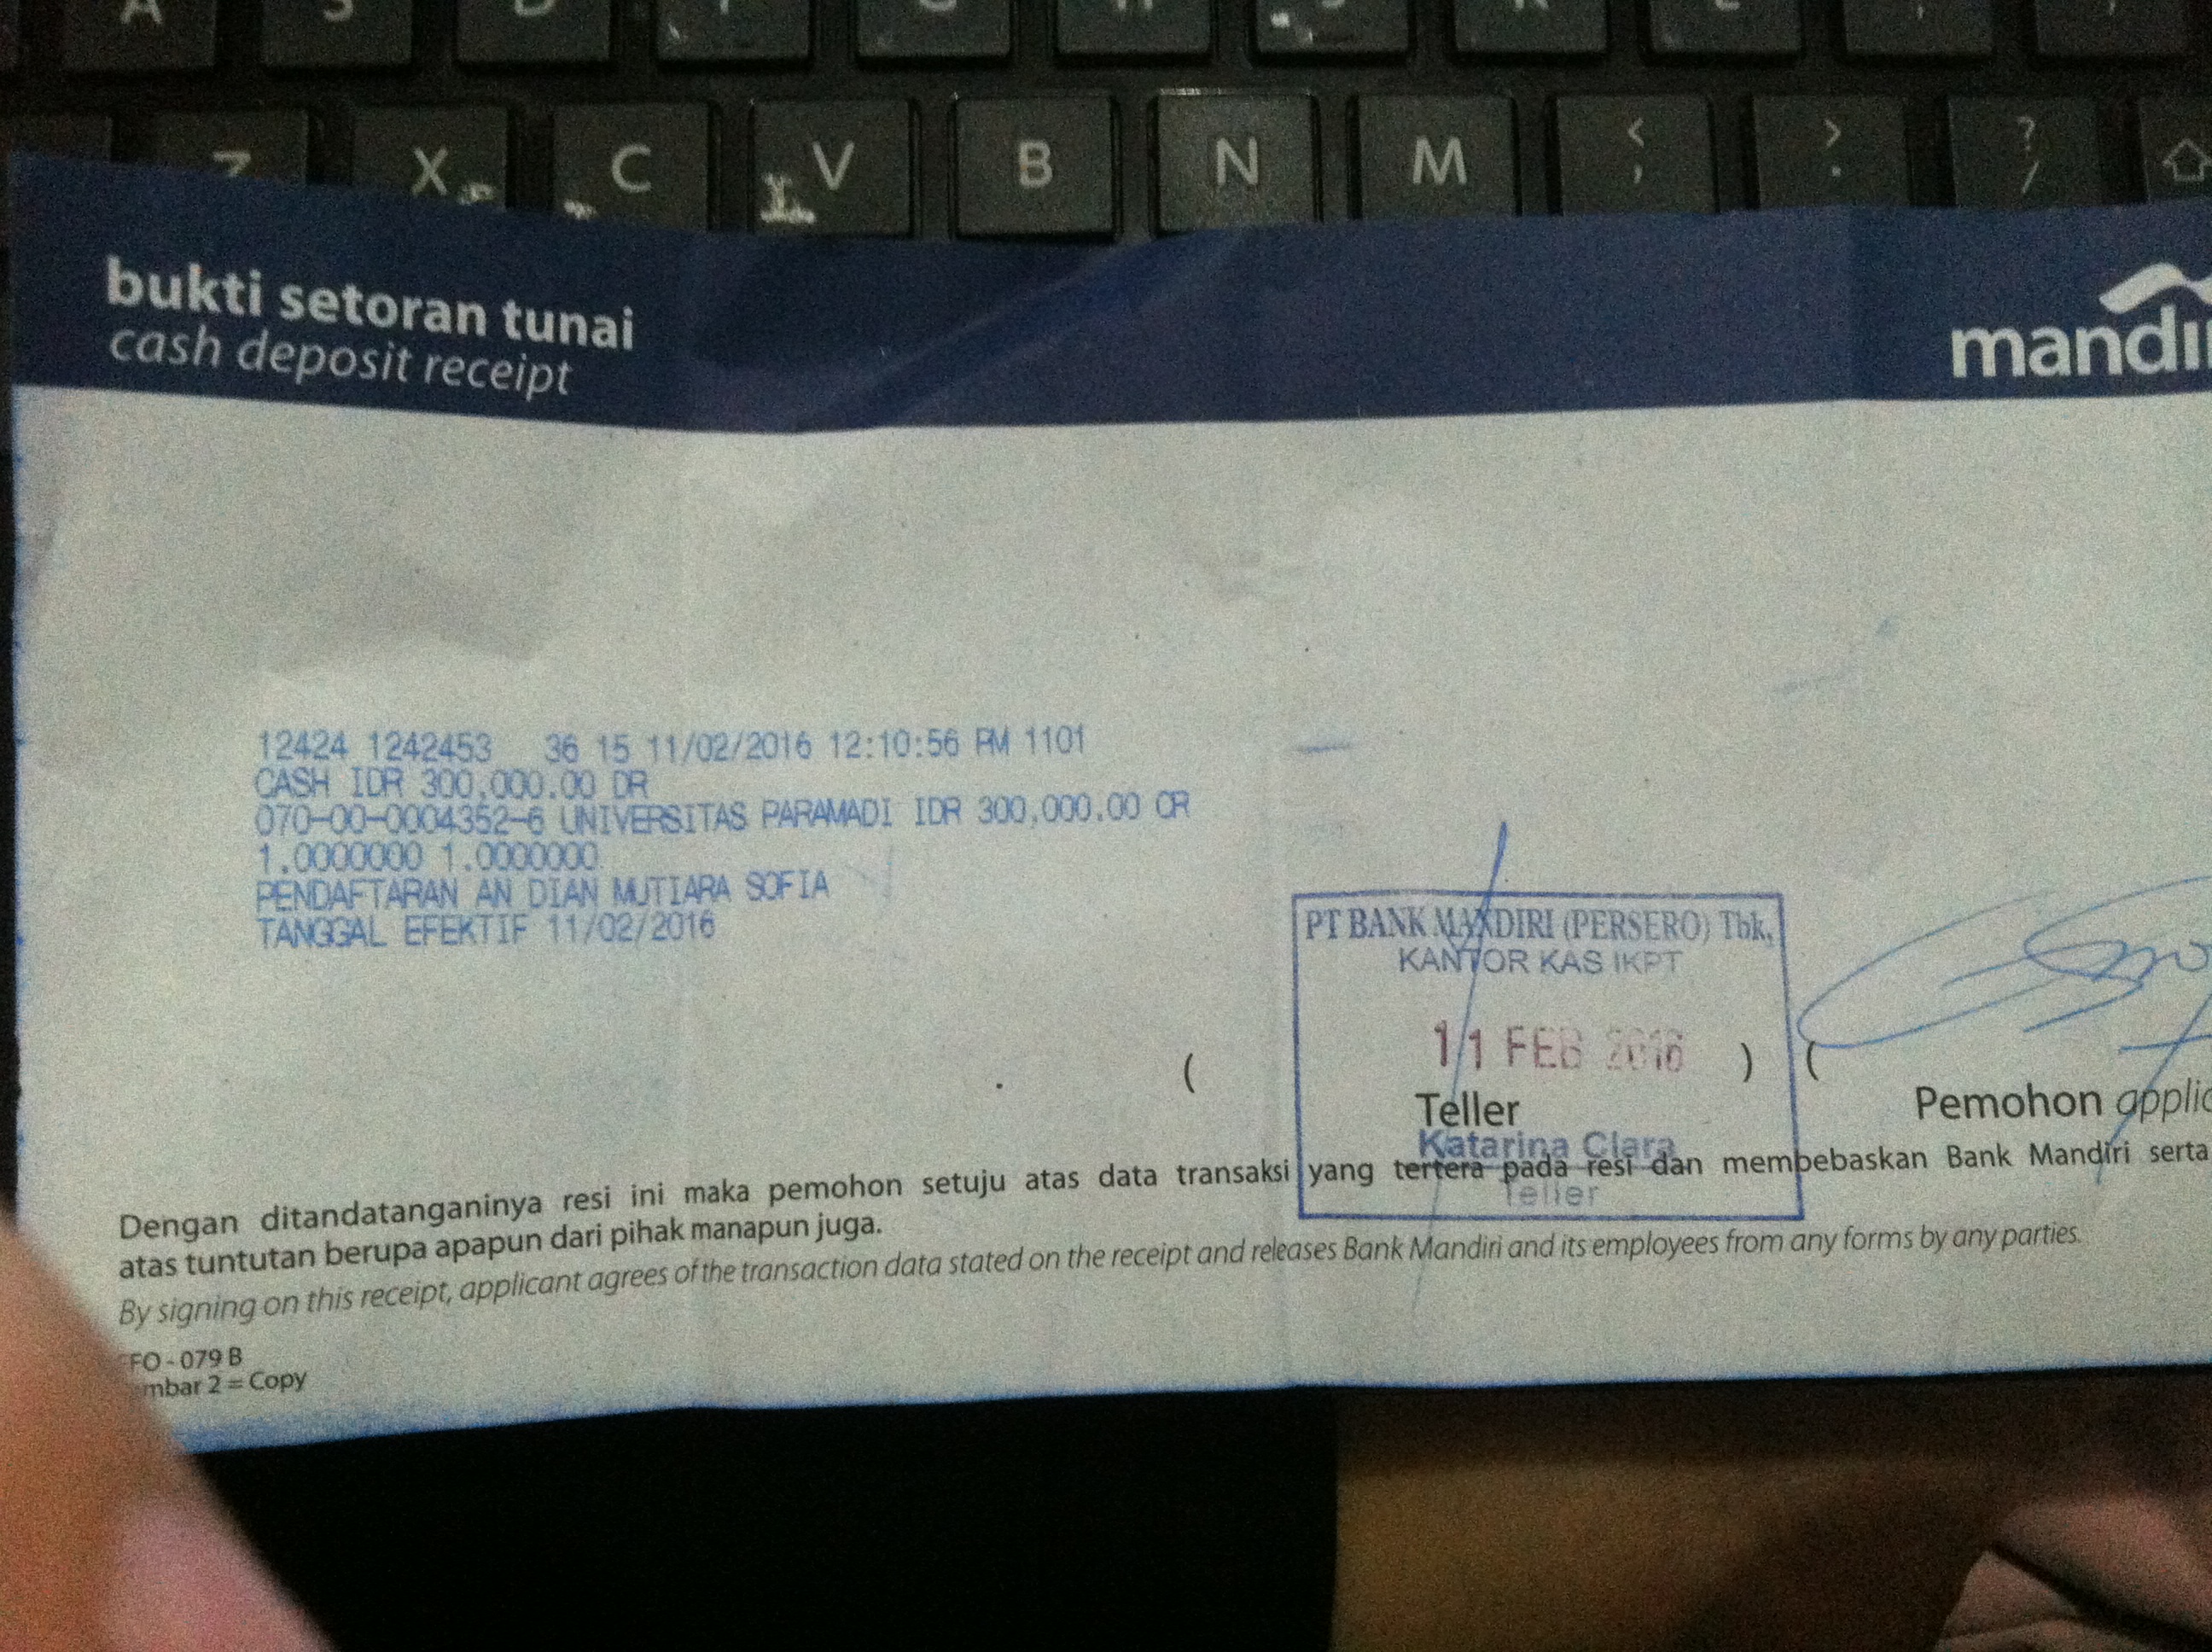 bukti setoran tunai
cash deposit receipt
mandi
12424 1242453 36 15 11/02/2016 12:10:56 PM 1101
CASH IDR 300,000.00 DR
070-00-0004352-6 UNIVERSITAS PARAMADI IDR 300,000.00 CR
1.0000000 1.0000000
PENDAFTARAN AN DIAN MUTIARA SOFIA
TANGGAL EFEKTIF 11/02/2016
PT BANK MANDIRI (PERSERO) Tbk.
KANTOR KAS IKPT
11 FEB 2016
( ) (
Teller
Pemohon applic
Katarina Clara
Teller
Dengan ditandatanganinya resi ini maka pemohon setuju atas data transaksi yang tertera pada resi dan membebaskan Bank Mandiri serta
atas tuntutan berupa apapun dari pihak manapun juga.
By signing on this receipt, applicant agrees of the transaction data stated on the receipt and releases Bank Mandiri and its employees from any forms by any parties.
FO - 079 B
mbar 2 = Copy
Z X C V B N M < , > . ? /
A S D